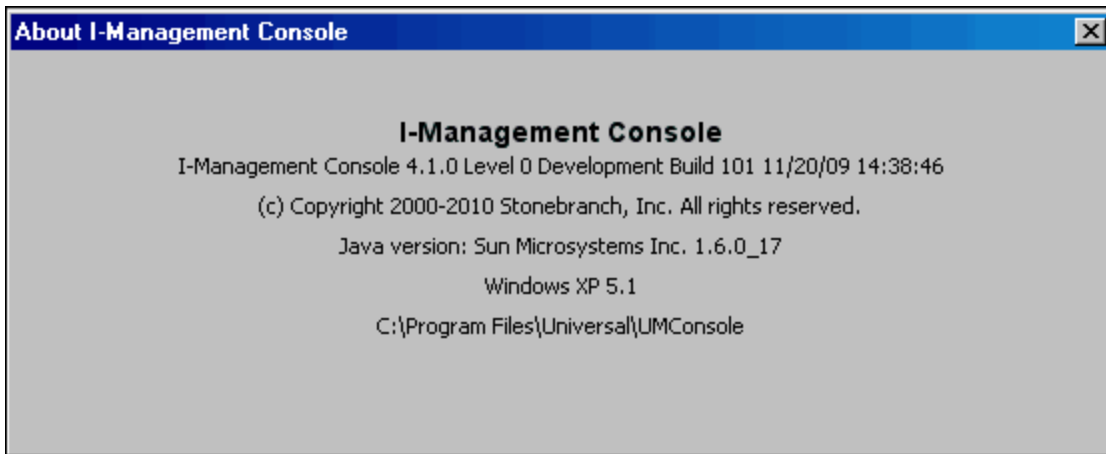 About I-Management Console
I-Management Console
I-Management Console 4.1.0 Level 0 Development Build 101 11/20/09 14:38:46
(c) Copyright 2000-2010 Stonebranch, Inc. All rights reserved.
Java version: Sun Microsystems Inc. 1.6.0_17
Windows XP 5.1
C:\Program Files\Universal\UMConsole